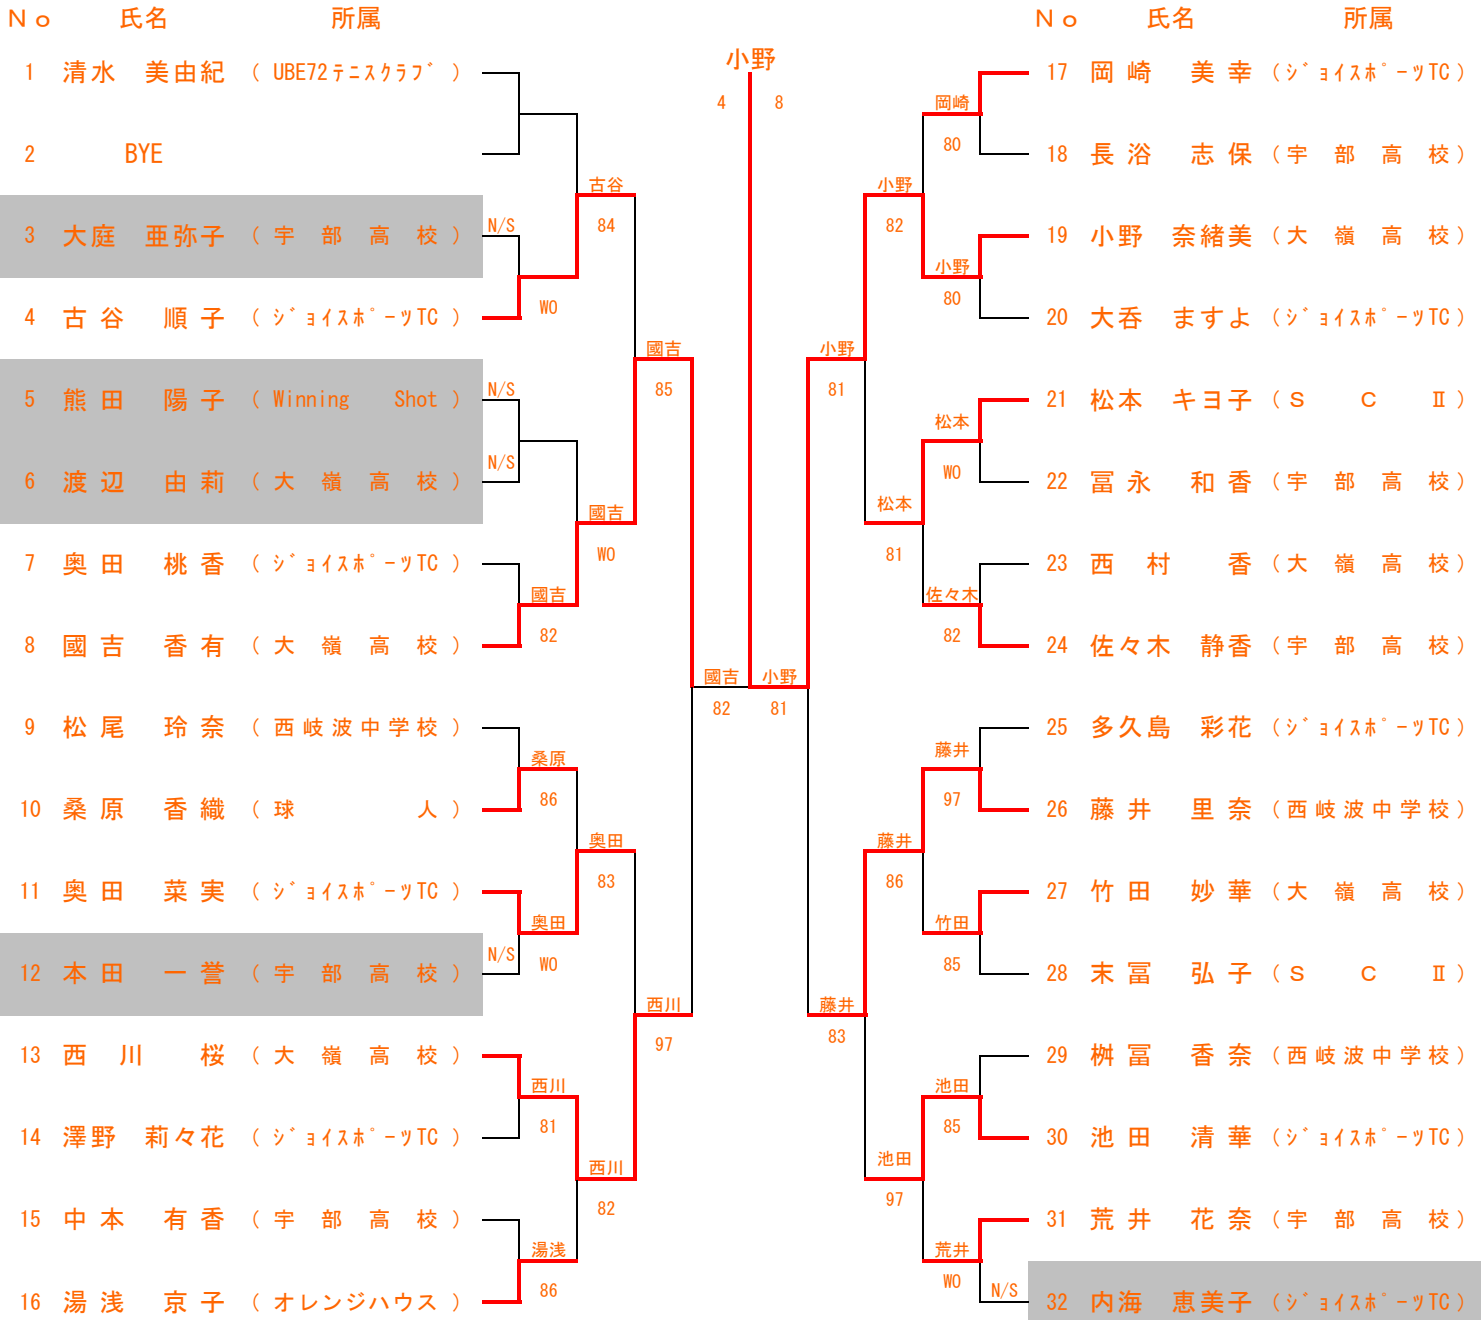 Ｎｏ 氏名 所属
1 清水 美由紀 （ UBE72ﾃﾆｽｸﾗﾌﾞ ）
2 BYE
3 大庭 亜弥子 （ 宇部高校 ）
4 古谷 順子 （ ｼﾞｮｲｽﾎﾟｰﾂTC ）
5 熊田 陽子 （ Winning Shot ）
6 渡辺 由莉 （ 大嶺高校 ）
7 奥田 桃香 （ ｼﾞｮｲｽﾎﾟｰﾂTC ）
8 國吉 香有 （ 大嶺高校 ）
9 松尾 玲奈 （ 西岐波中学校 ）
10 桑原 香織 （ 球人 ）
11 奥田 菜実 （ ｼﾞｮｲｽﾎﾟｰﾂTC ）
12 本田 一誉 （ 宇部高校 ）
13 西川 桜 （ 大嶺高校 ）
14 澤野 莉々花 （ ｼﾞｮｲｽﾎﾟｰﾂTC ）
15 中本 有香 （ 宇部高校 ）
16 湯浅 京子 （ オレンジハウス ）
N/S
WO
N/S
N/S
國吉
82
桑原
86
奥田
N/S
WO
西川
81
湯浅
86
古谷
84
國吉
WO
奥田
83
西川
82
國吉
85
西川
97
國吉
82
小野
4 8
小野
81
小野
81
藤井
83
小野
82
松本
81
藤井
86
池田
97
岡崎
80
小野
80
松本
WO
佐々木
82
藤井
97
竹田
85
池田
85
荒井
WO
N/S
Ｎｏ 氏名 所属
17 岡崎 美幸 （ｼﾞｮｲｽﾎﾟｰﾂTC）
18 長浴 志保 （宇部高校）
19 小野 奈緒美 （大嶺高校）
20 大呑 ますよ （ｼﾞｮｲｽﾎﾟｰﾂTC）
21 松本 キヨ子 （ＳＣⅡ）
22 冨永 和香 （宇部高校）
23 西村 香 （大嶺高校）
24 佐々木 静香 （宇部高校）
25 多久島 彩花 （ｼﾞｮｲｽﾎﾟｰﾂTC）
26 藤井 里奈 （西岐波中学校）
27 竹田 妙華 （大嶺高校）
28 末冨 弘子 （ＳＣⅡ）
29 桝冨 香奈 （西岐波中学校）
30 池田 清華 （ｼﾞｮｲｽﾎﾟｰﾂTC）
31 荒井 花奈 （宇部高校）
32 内海 恵美子 （ｼﾞｮｲｽﾎﾟｰﾂTC）